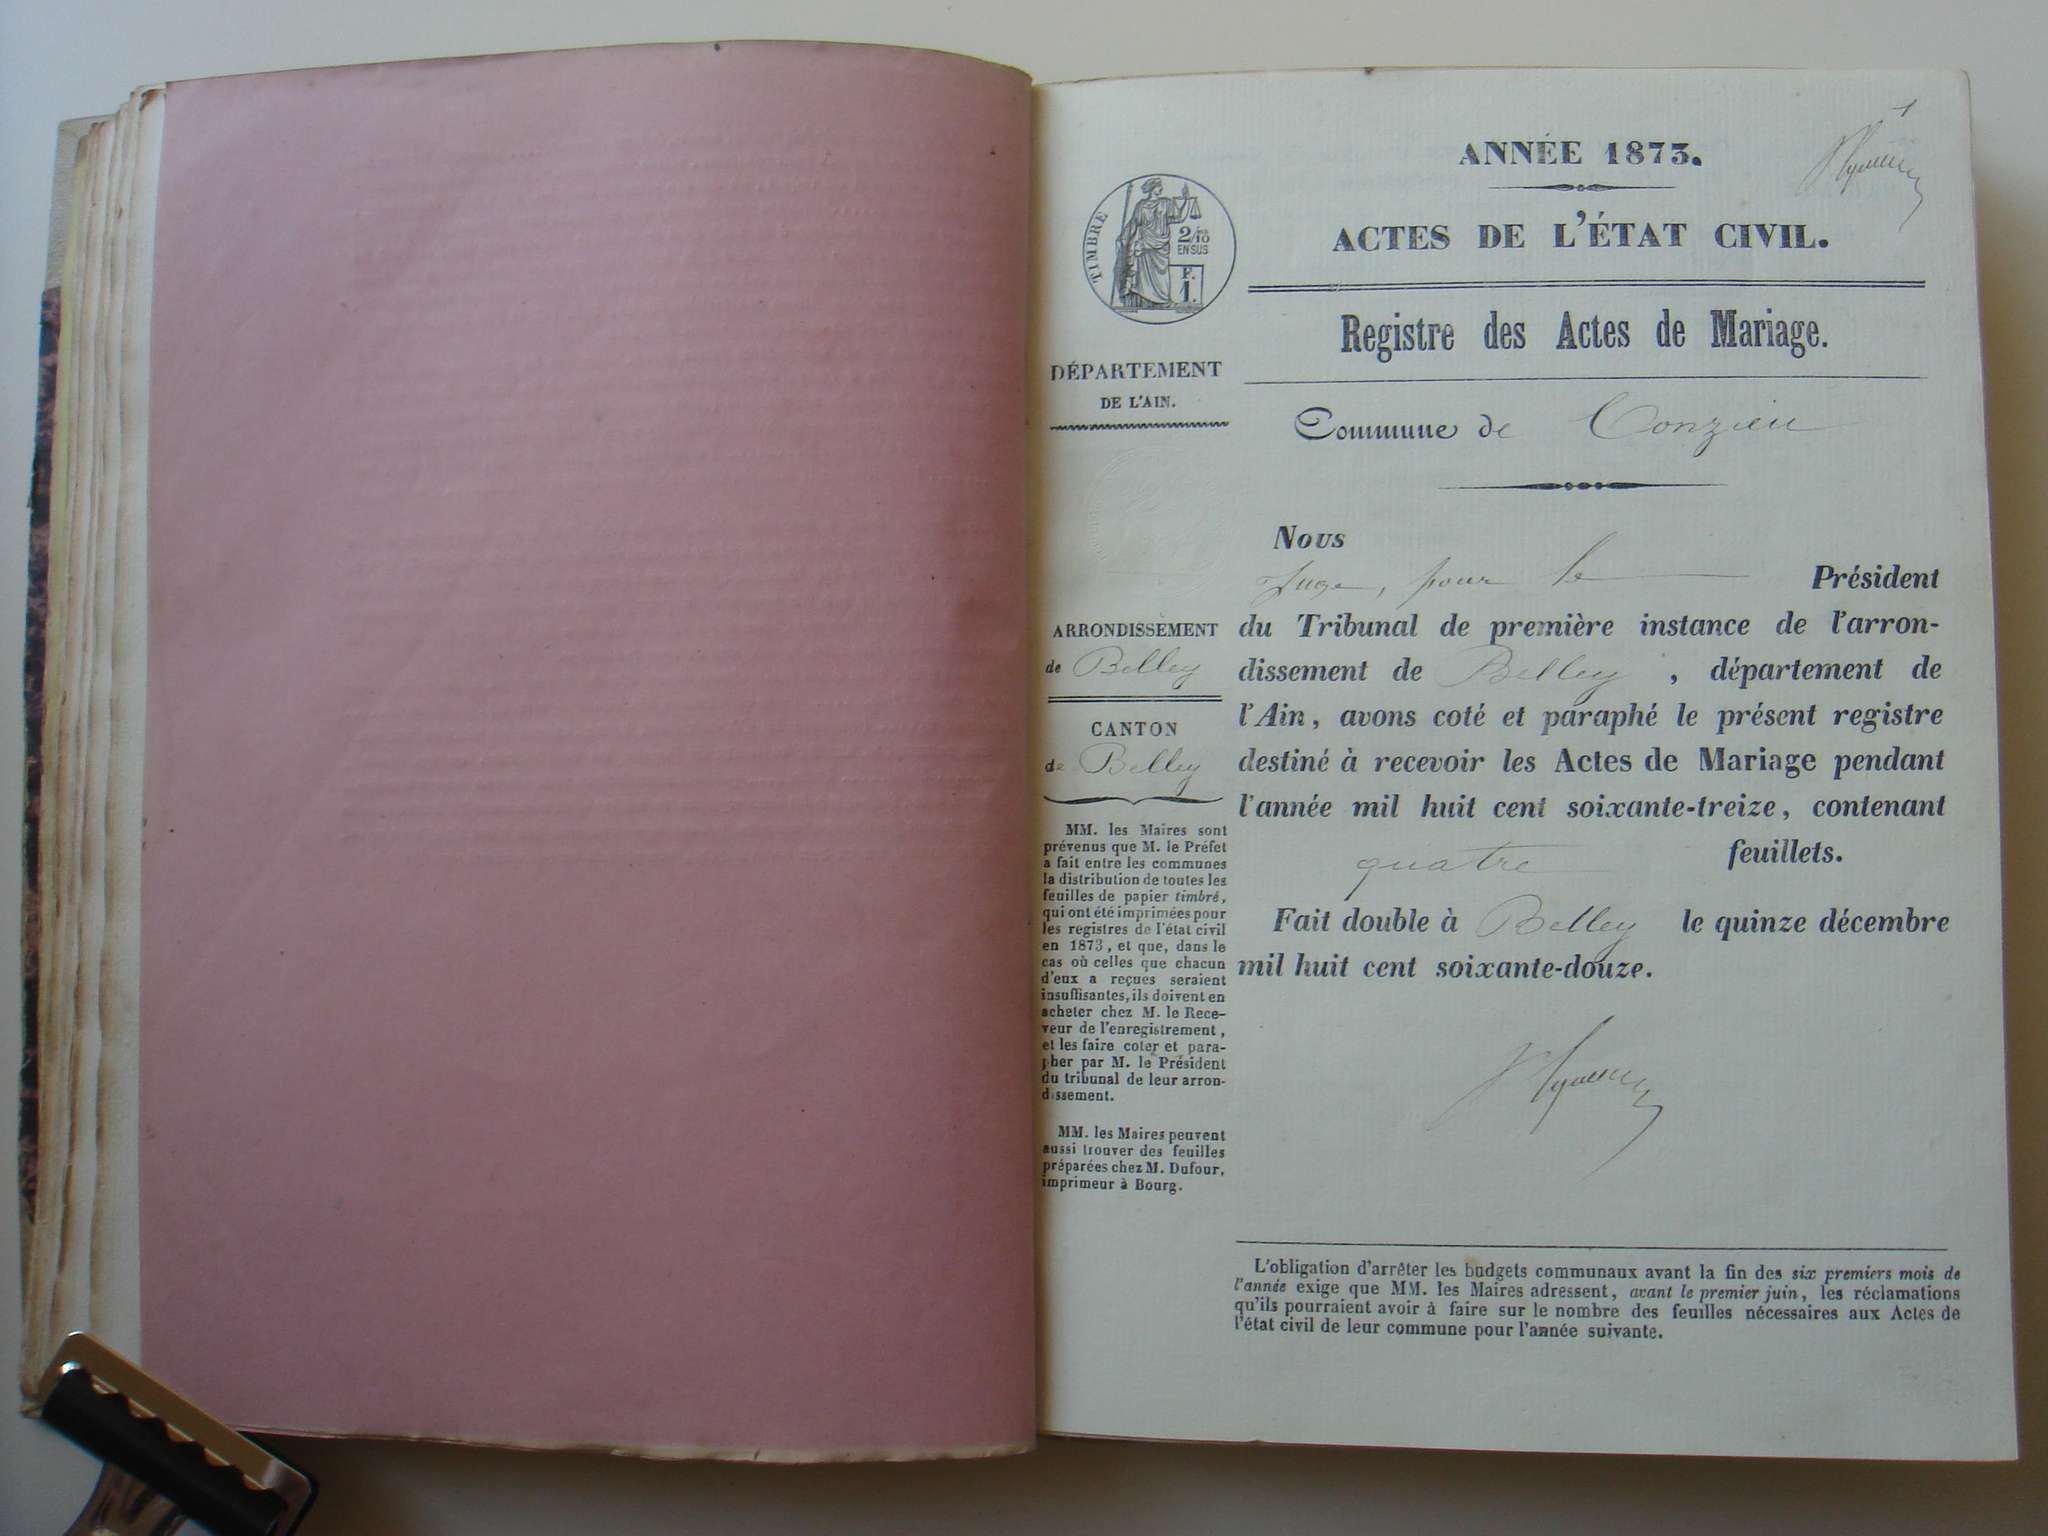 1
ANNÉE 1873.
ACTES DE L'ÉTAT CIVIL.
Registre des Actes de Mariage.
Commune de Conzieu
TIMBRE
2/10
EN SUS
F.
1.
DÉPARTEMENT
DE L'AIN.
ARRONDISSEMENT
de Belley
CANTON
de Belley
MM. les Maires sont
prévenus que M. le Préfet
a fait entre les communes
la distribution de toutes les
feuilles de papier timbré,
qui ont été imprimées pour
les registres de l'état civil
en 1873, et que, dans le
cas où celles que chacun
d'eux a reçues seraient
insuffisantes, ils doivent en
acheter chez M. le Rece-
veur de l'enregistrement,
et les faire coter et para-
pher par M. le Président
du tribunal de leur arron-
dissement.
MM. les Maires peuvent
aussi trouver des feuilles
préparées chez M. Dufour,
imprimeur à Bourg.
Nous
Juge, pour le Président
du Tribunal de première instance de l'arron-
dissement de Belley, département de
l'Ain, avons coté et paraphé le présent registre
destiné à recevoir les Actes de Mariage pendant
l'année mil huit cent soixante-treize, contenant
quatre feuillets.
Fait double à Belley le quinze décembre
mil huit cent soixante-douze.
L'obligation d'arrêter les budgets communaux avant la fin des six premiers mois de
l'année exige que MM. les Maires adressent, avant le premier juin, les réclamations
qu'ils pourraient avoir à faire sur le nombre des feuilles nécessaires aux Actes de
l'état civil de leur commune pour l'année suivante.